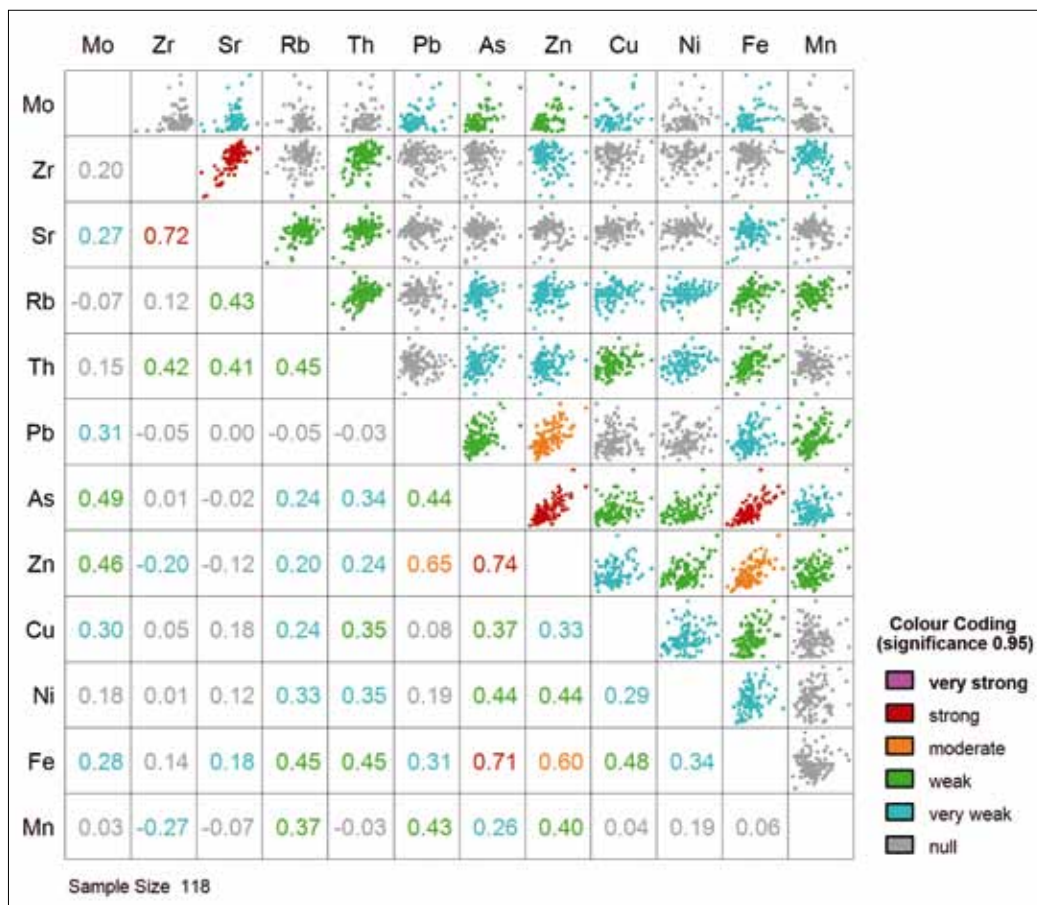 Mo Zr Sr Rb Th Pb As Zn Cu Ni Fe Mn
Mo
Zr 0.20
Sr 0.27 0.72
Rb -0.07 0.12 0.43
Th 0.15 0.42 0.41 0.45
Pb 0.31 -0.05 0.00 -0.05 -0.03
As 0.49 0.01 -0.02 0.24 0.34 0.44
Zn 0.46 -0.20 -0.12 0.20 0.24 0.65 0.74
Cu 0.30 0.05 0.18 0.24 0.35 0.08 0.37 0.33
Ni 0.18 0.01 0.12 0.33 0.35 0.19 0.44 0.44 0.29
Fe 0.28 0.14 0.18 0.45 0.45 0.31 0.71 0.60 0.48 0.34
Mn 0.03 -0.27 -0.07 0.37 -0.03 0.43 0.26 0.40 0.04 0.19 0.06
Sample Size 118
Colour Coding
(significance 0.95)
very strong
strong
moderate
weak
very weak
null